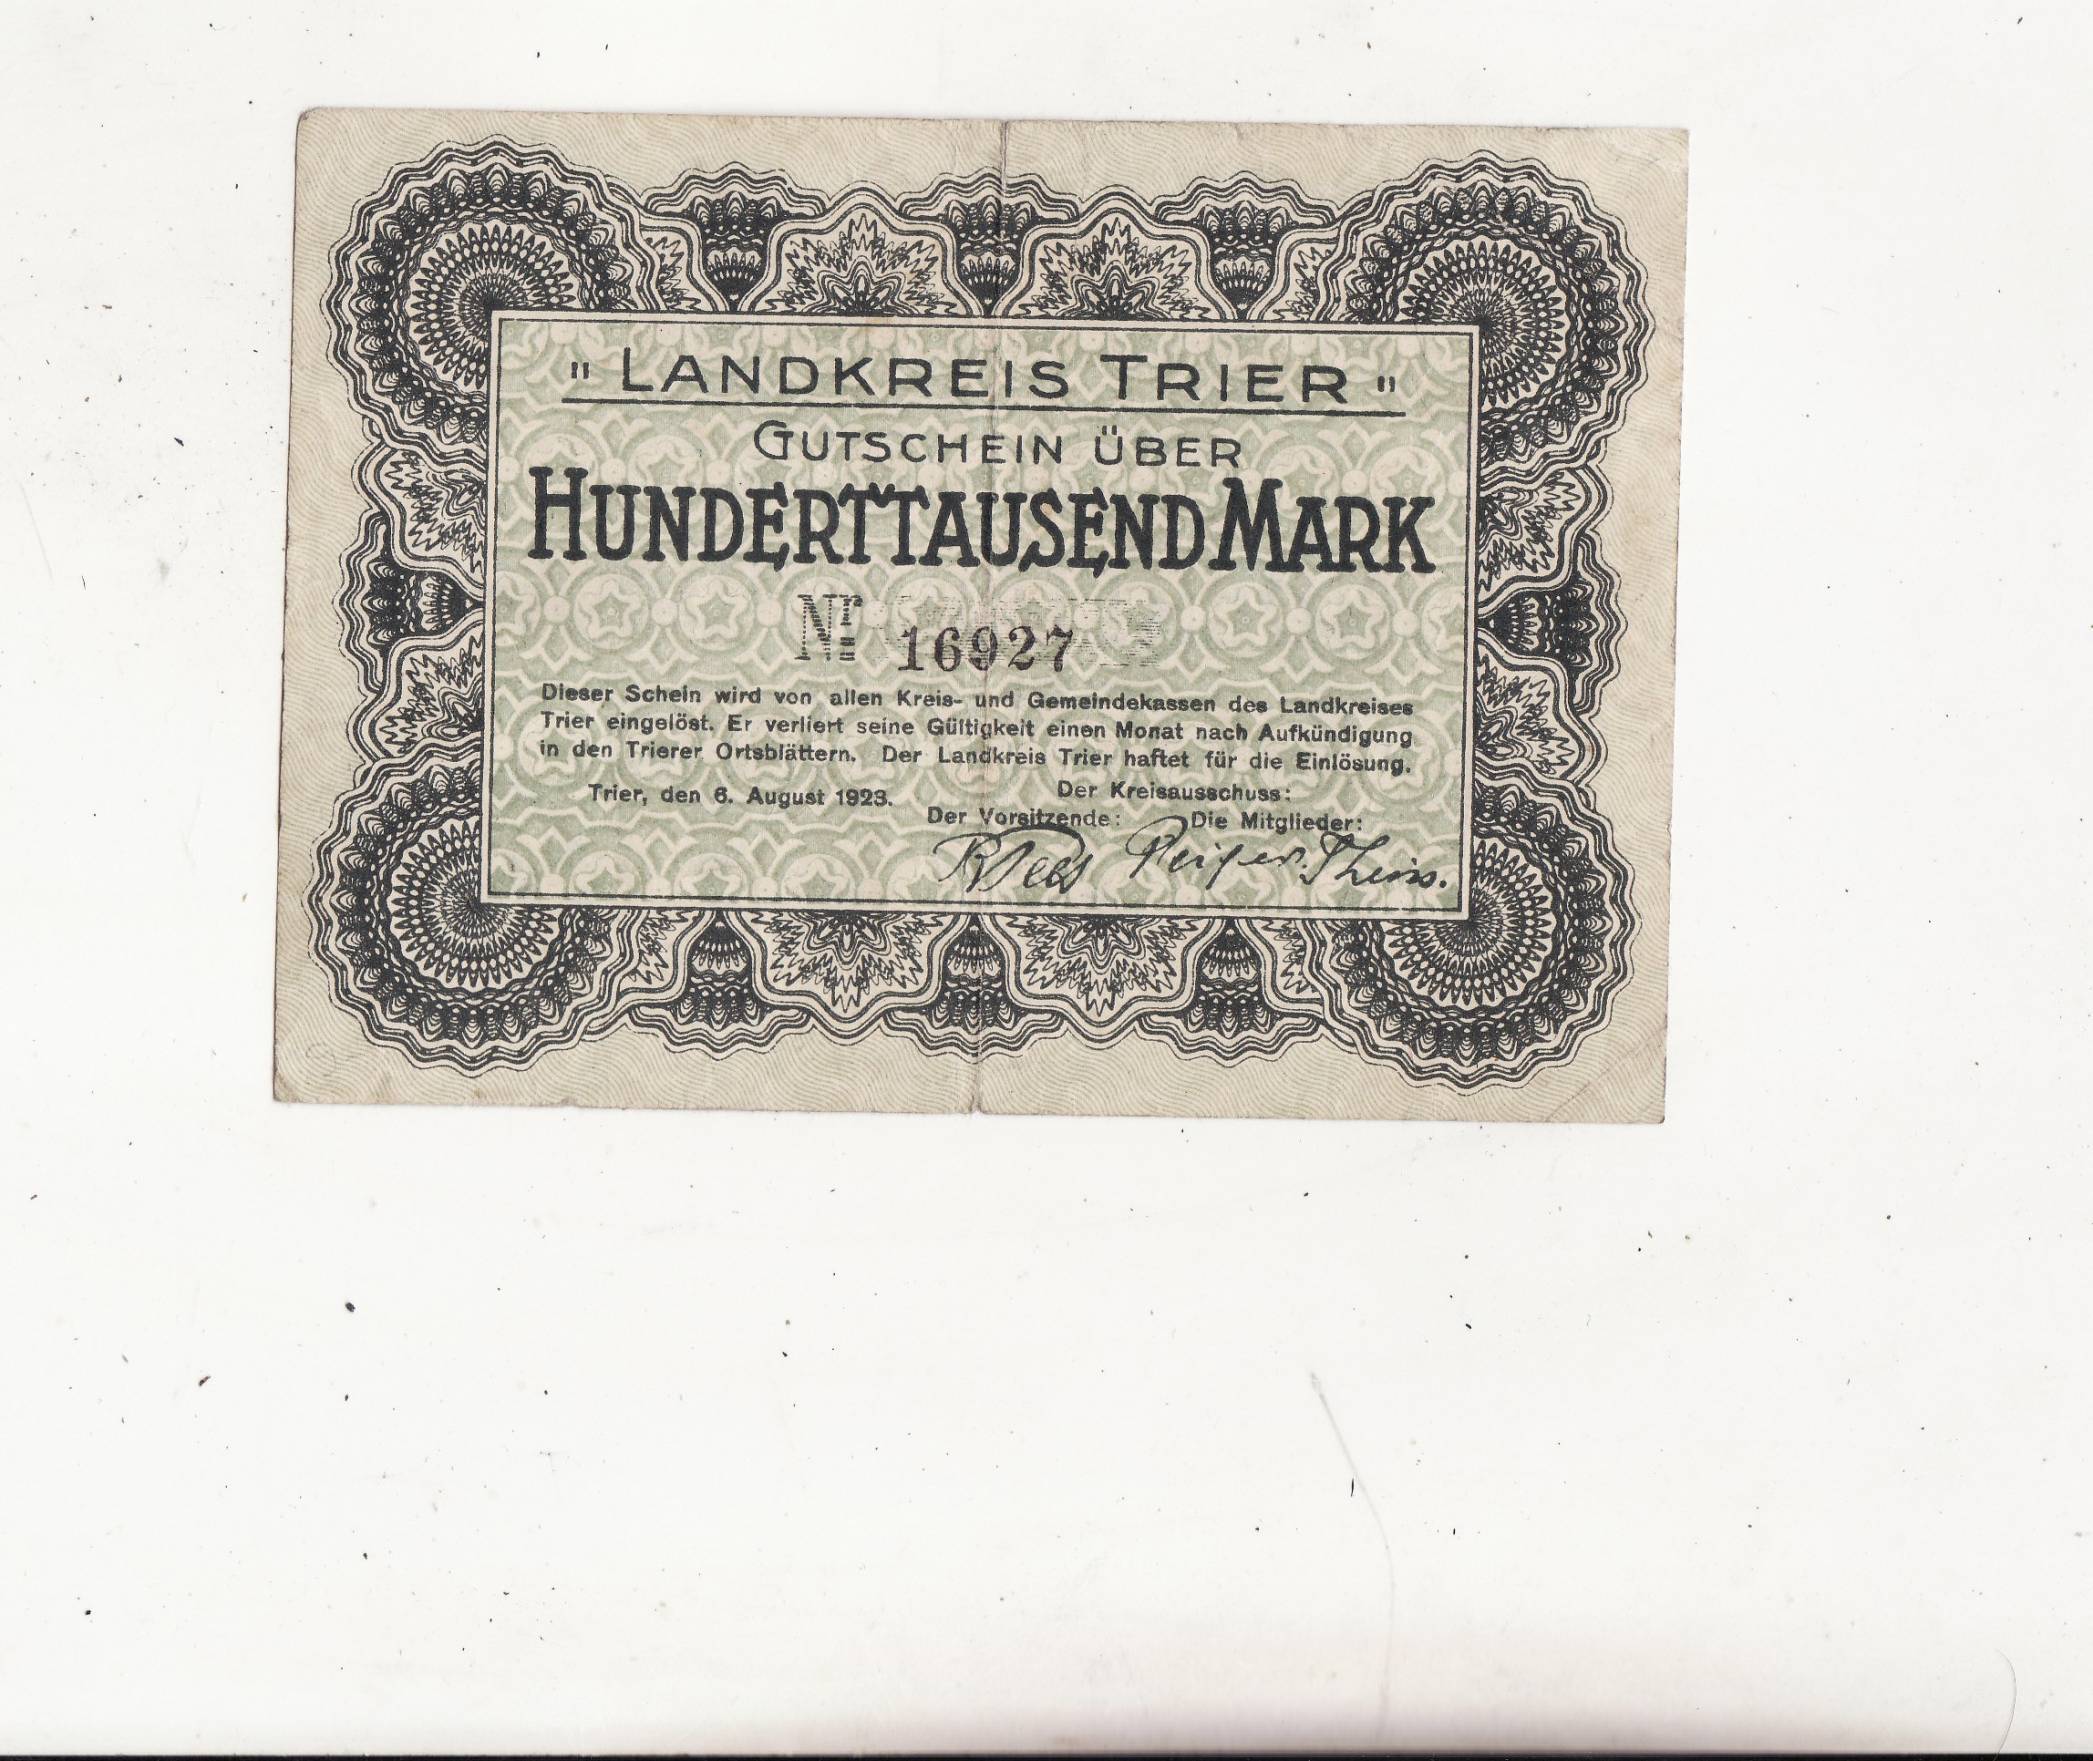 " LANDKREIS TRIER "
GUTSCHEIN ÜBER
HUNDERTTAUSEND MARK
Nr 16927
Dieser Schein wird von allen Kreis- und Gemeindekassen des Landkreises
Trier eingelöst. Er verliert seine Gültigkeit einen Monat nach Aufkündigung
in den Trierer Ortsblättern. Der Landkreis Trier haftet für die Einlösung.
Trier, den 6. August 1923. Der Kreisausschuss:
Der Vorsitzende: Die Mitglieder: